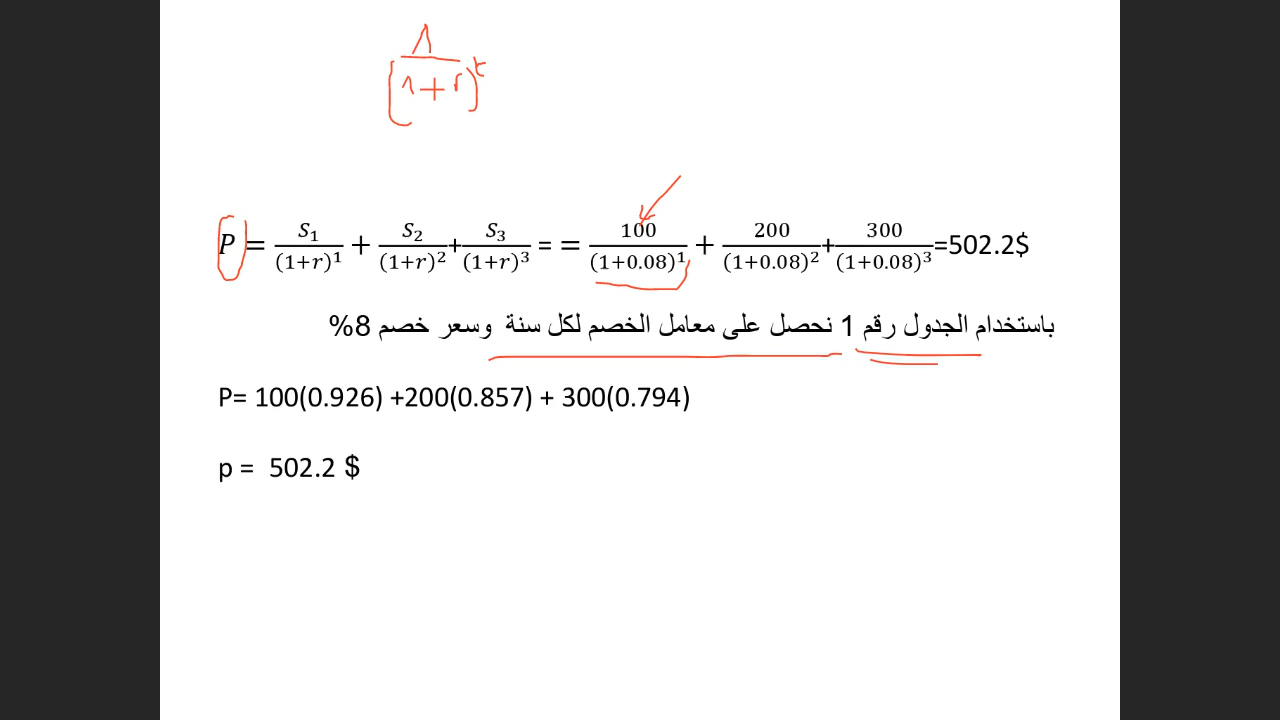 1
(1+r)^t
P = S₁/(1+r)¹ + S₂/(1+r)² + S₃/(1+r)³ = = 100/(1+0.08)¹ + 200/(1+0.08)² + 300/(1+0.08)³ =502.2$
باستخدام الجدول رقم 1 نحصل على معامل الخصم لكل سنة وسعر خصم 8%
P= 100(0.926) +200(0.857) + 300(0.794)
p = 502.2 $